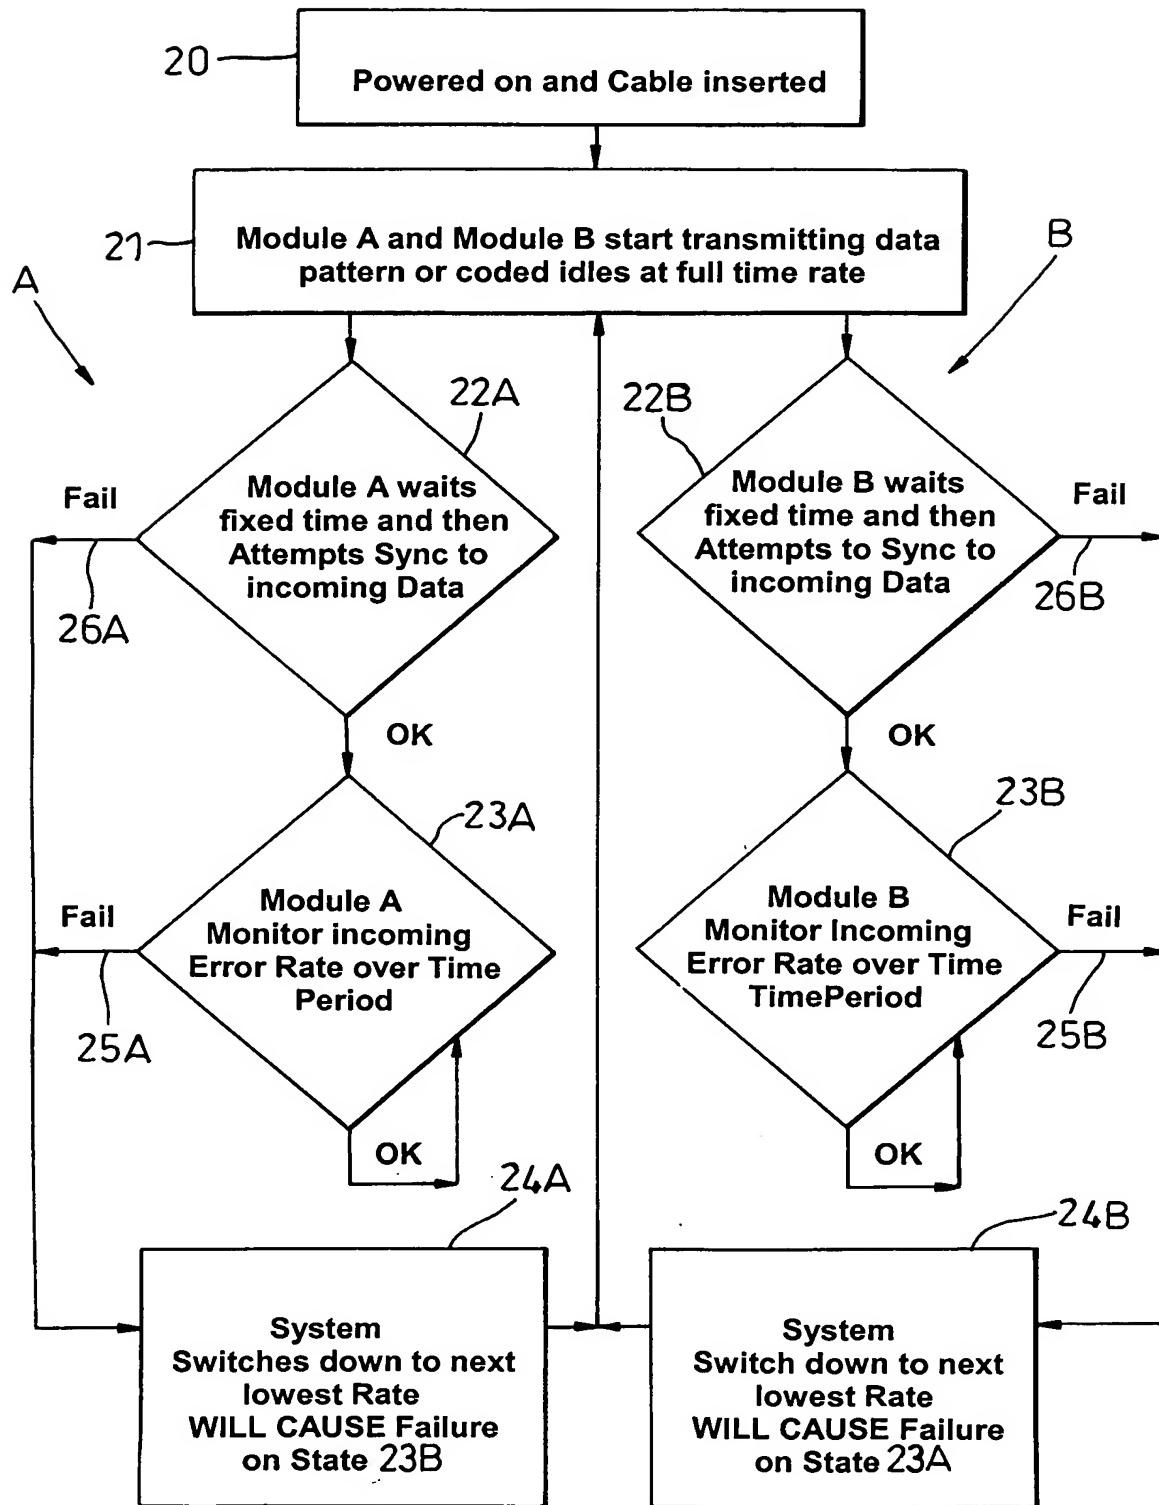 20
Powered on and Cable inserted
21
Module A and Module B start transmitting data
pattern or coded idles at full time rate
A
B
22A
Module A waits
fixed time and then
Attempts Sync to
incoming Data
Fail
26A
OK
22B
Module B waits
fixed time and then
Attempts to Sync to
incoming Data
Fail
26B
OK
23A
Module A
Monitor incoming
Error Rate over Time
Period
Fail
25A
OK
23B
Module B
Monitor Incoming
Error Rate over Time
TimePeriod
Fail
25B
OK
24A
System
Switches down to next
lowest Rate
WILL CAUSE Failure
on State 23B
24B
System
Switch down to next
lowest Rate
WILL CAUSE Failure
on State 23A